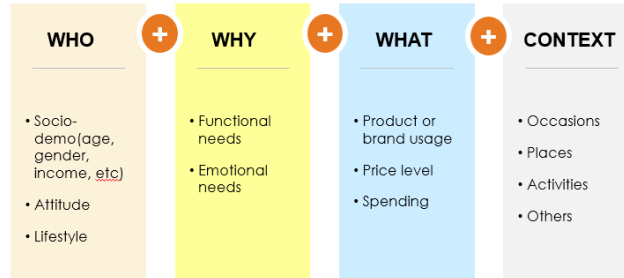 WHO
WHY
WHAT
CONTEXT
• Socio-
demo(age,
gender,
income, etc)
• Attitude
• Lifestyle
• Functional
needs
• Emotional
needs
• Product or
brand usage
• Price level
• Spending
• Occasions
• Places
• Activities
• Others